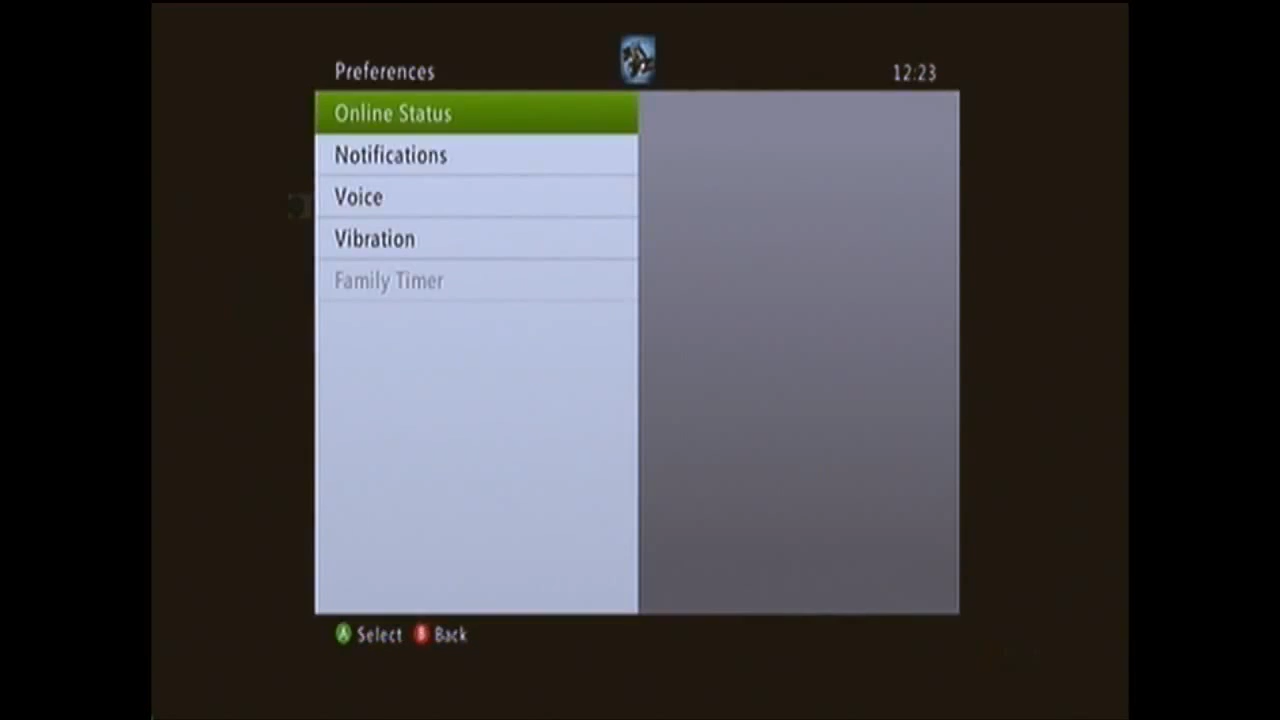 Preferences
12:23
Online Status
Notifications
Voice
Vibration
Family Timer
A Select B Back